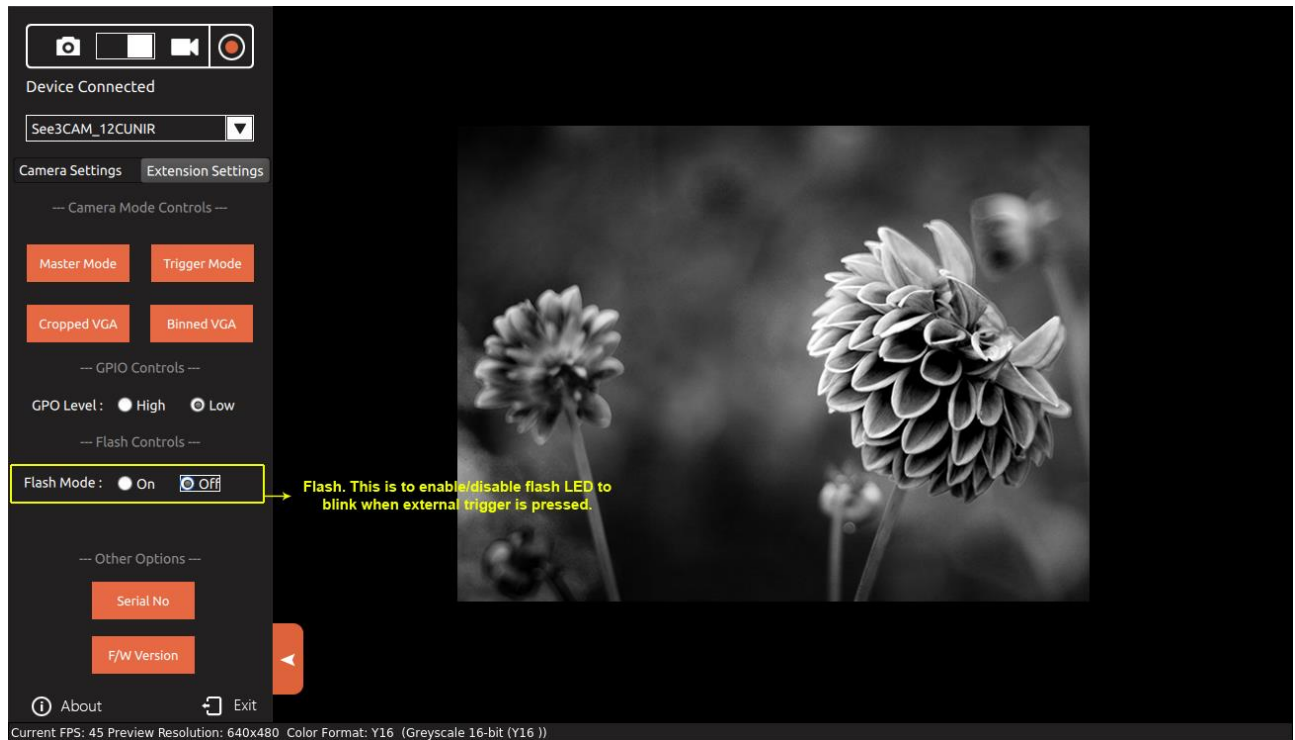 Device Connected
See3CAM_12CUNIR
Camera Settings Extension Settings
--- Camera Mode Controls ---
Master Mode Trigger Mode
Cropped VGA Binned VGA
--- GPIO Controls ---
GPO Level : High Low
--- Flash Controls ---
Flash Mode : On Off
Flash. This is to enable/disable flash LED to
blink when external trigger is pressed.
--- Other Options ---
Serial No
F/W Version
About Exit
Current FPS: 45 Preview Resolution: 640x480 Color Format: Y16 (Greyscale 16-bit (Y16 ))